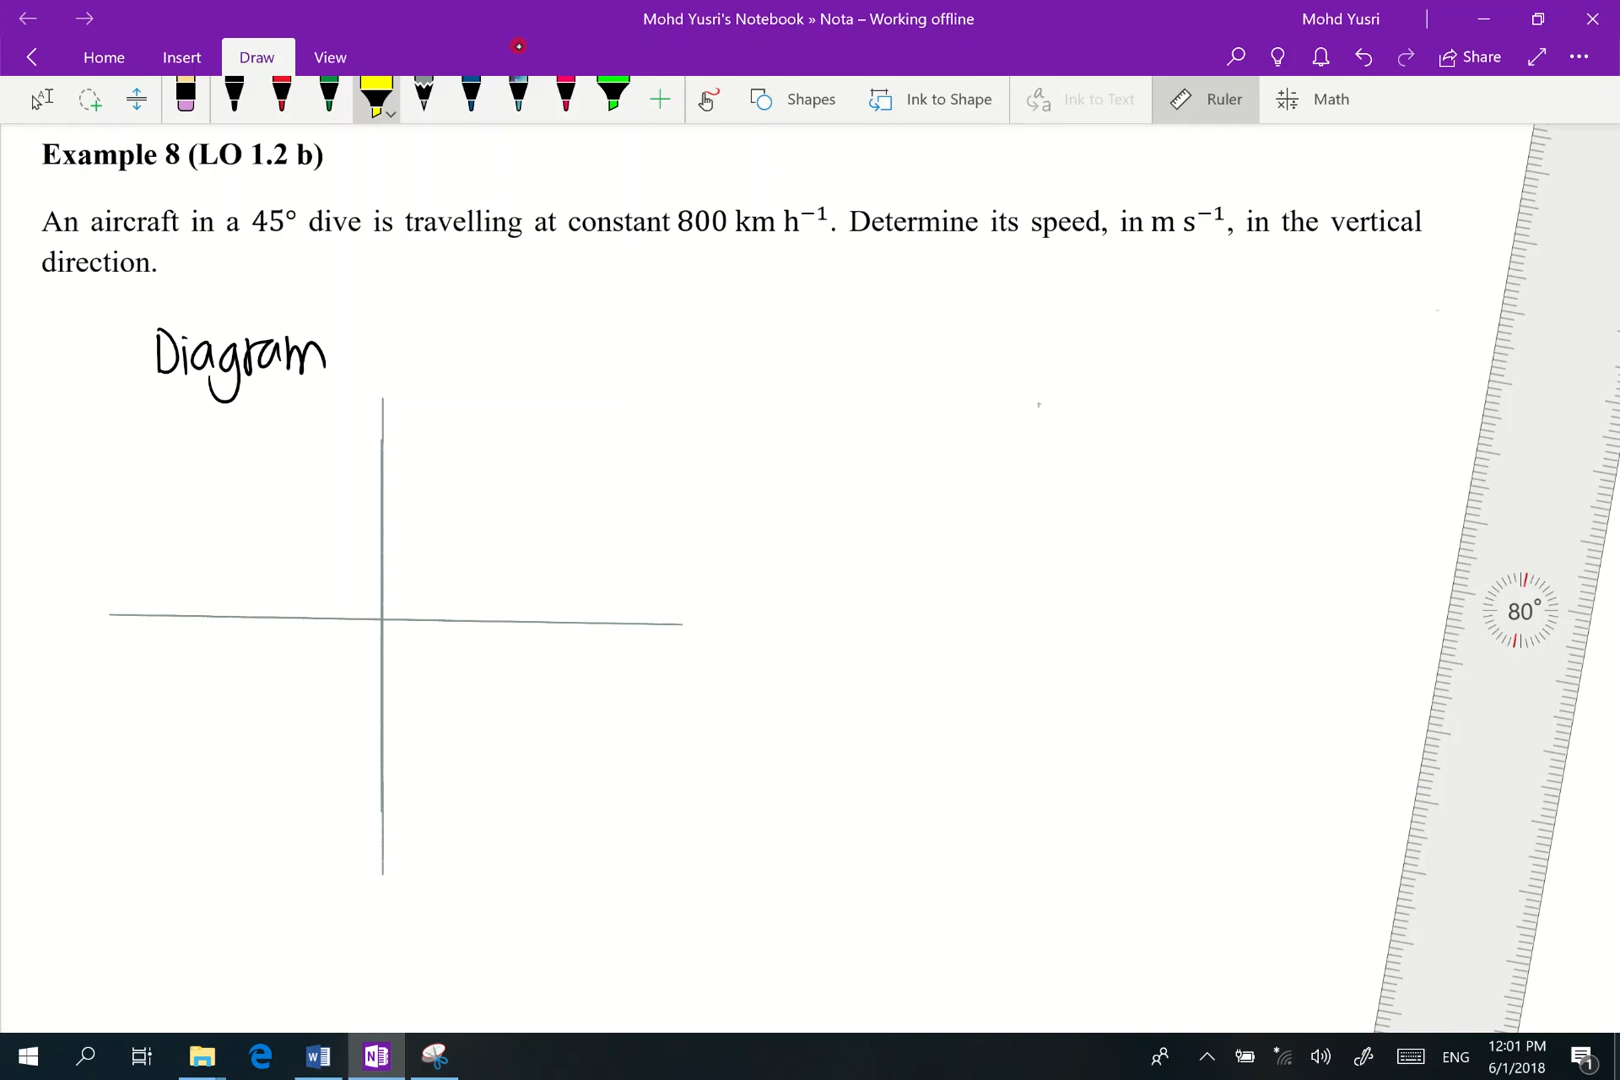 Mohd Yusri's Notebook » Nota – Working offline
Mohd Yusri
Home Insert Draw View
Share
Shapes
Ink to Shape
Ink to Text
Ruler
Math
Example 8 (LO 1.2 b)
An aircraft in a 45° dive is travelling at constant 800 km h⁻¹. Determine its speed, in m s⁻¹, in the vertical
direction.
Diagram
80°
ENG
12:01 PM
6/1/2018
1